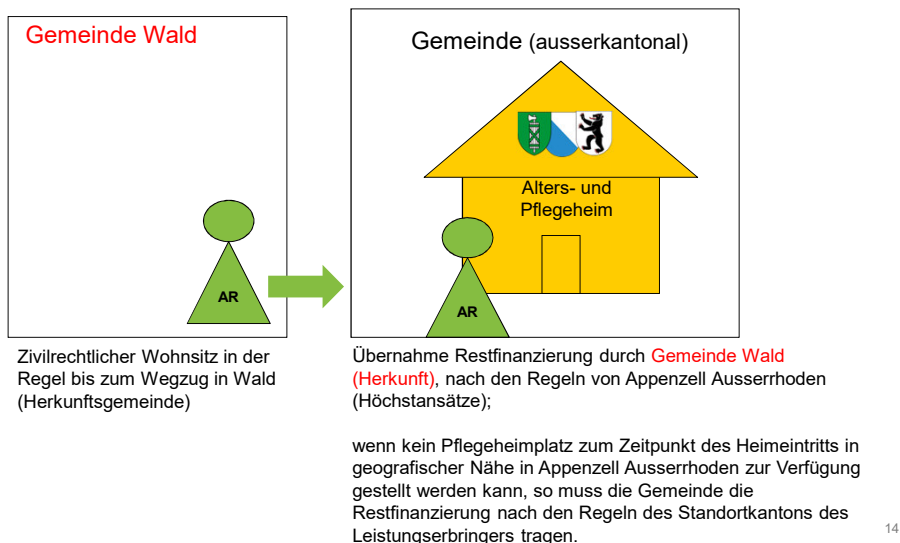 Gemeinde Wald
Gemeinde (ausserkantonal)
Alters- und
Pflegeheim
AR
AR
Zivilrechtlicher Wohnsitz in der
Regel bis zum Wegzug in Wald
(Herkunftsgemeinde)
Übernahme Restfinanzierung durch Gemeinde Wald
(Herkunft), nach den Regeln von Appenzell Ausserrhoden
(Höchstansätze);
wenn kein Pflegeheimplatz zum Zeitpunkt des Heimeintritts in
geografischer Nähe in Appenzell Ausserrhoden zur Verfügung
gestellt werden kann, so muss die Gemeinde die
Restfinanzierung nach den Regeln des Standortkantons des
Leistungserbringers tragen.
14